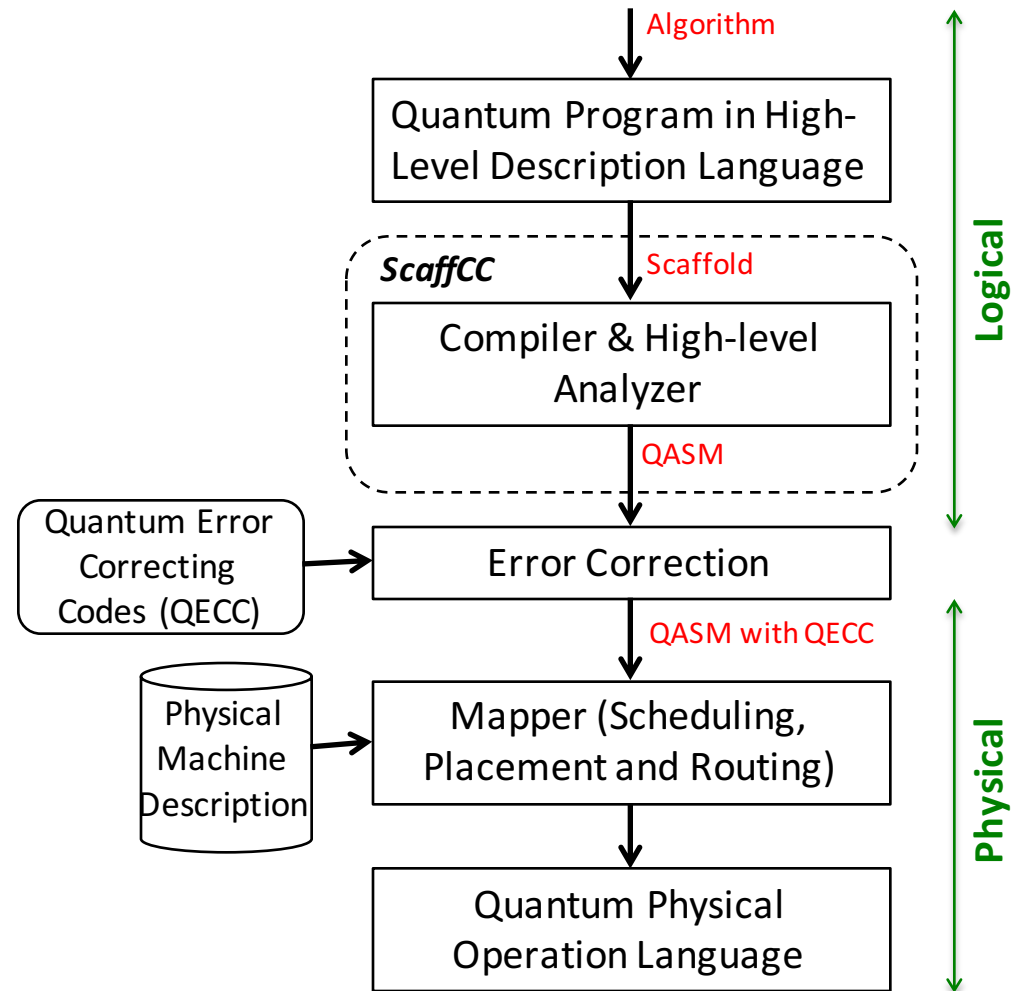 Algorithm
Quantum Program in High-
Level Description Language
ScaffCC
Scaffold
Compiler & High-level
Analyzer
QASM
Logical
Quantum Error
Correcting
Codes (QECC)
Error Correction
QASM with QECC
Physical
Machine
Description
Mapper (Scheduling,
Placement and Routing)
Physical
Quantum Physical
Operation Language